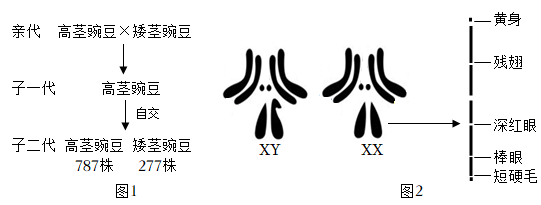 亲代 高茎豌豆×矮茎豌豆
子一代 高茎豌豆
自交
子二代 高茎豌豆 矮茎豌豆
787株 277株
图1
XY XX
黄身
残翅
深红眼
棒眼
短硬毛
图2